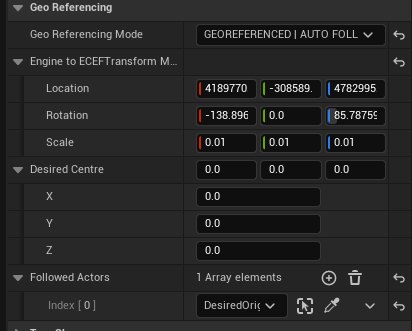 Geo Referencing
Geo Referencing Mode GEOREFERENCED | AUTO FOLL
Engine to ECEFTransform M...
Location 4189770 -308589. 4782995
Rotation -138.896 0.0 85.78759
Scale 0.01 0.01 0.01
Desired Centre 0.0 0.0 0.0
X 0.0
Y 0.0
Z 0.0
Followed Actors 1 Array elements
Index [ 0 ] DesiredOrig